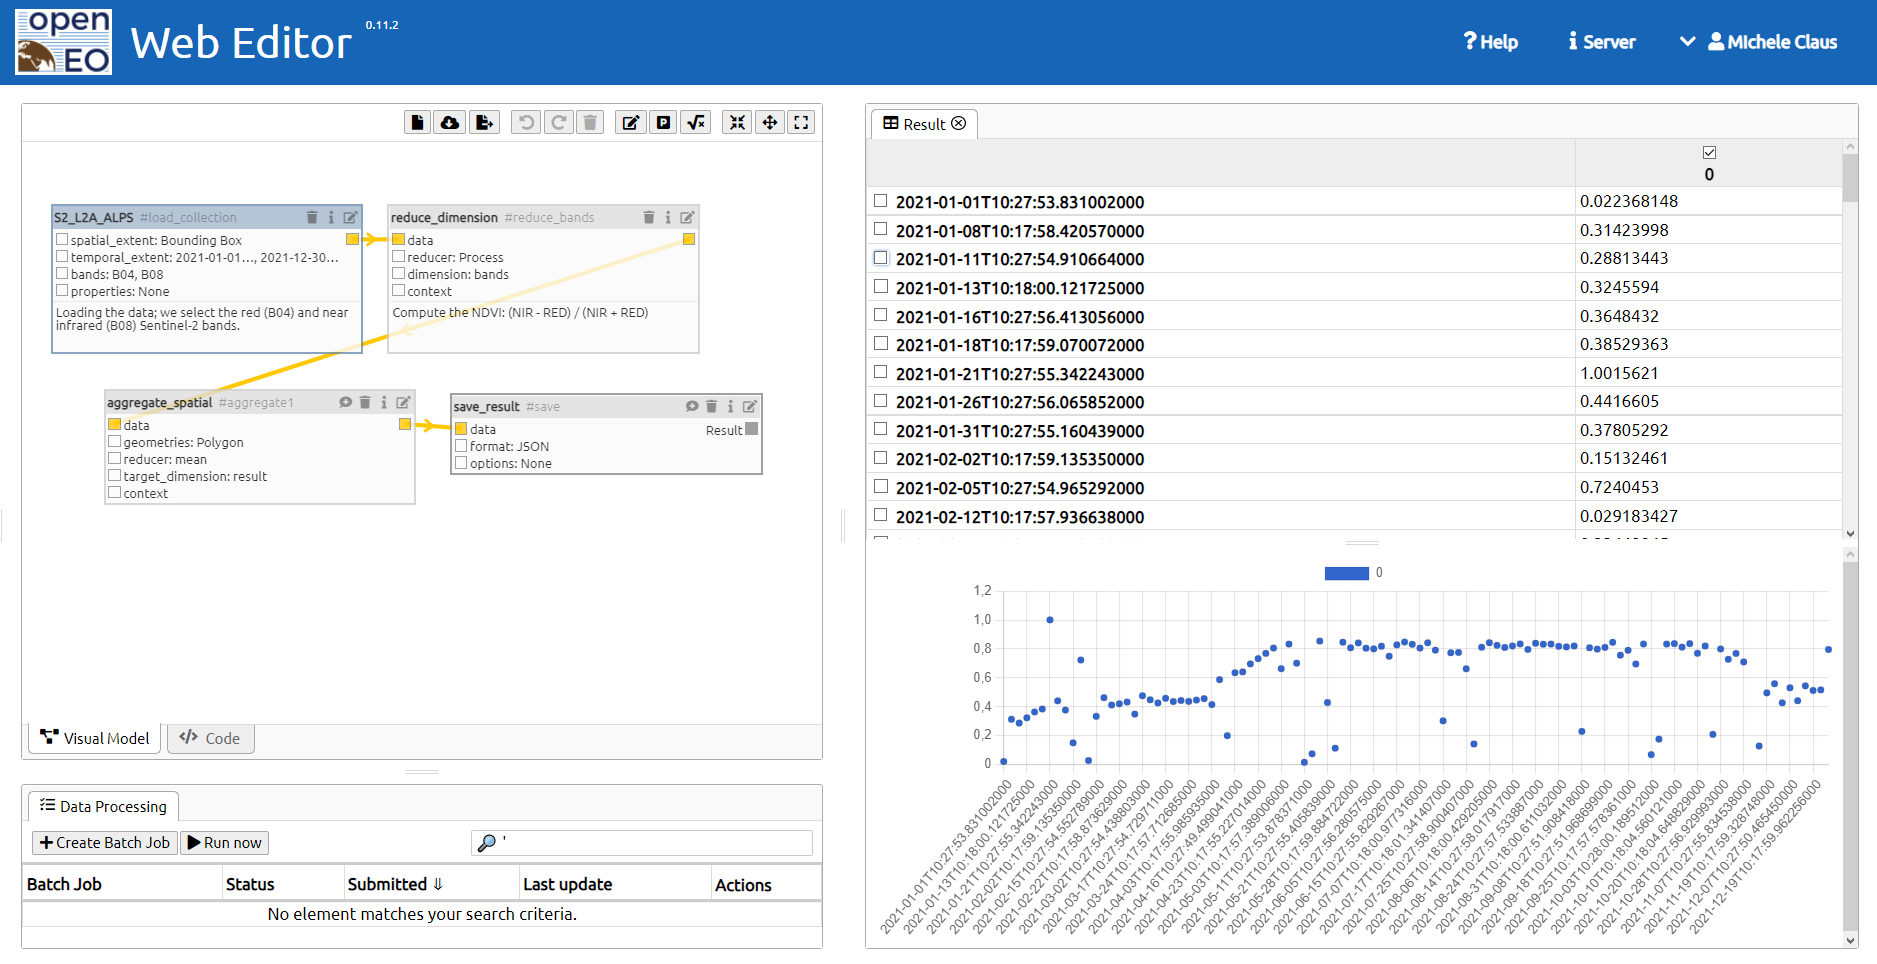 open
EO
Web Editor 0.11.2
Help
Server
MIchele Claus
S2_L2A_ALPS #load_collection
spatial_extent: Bounding Box
temporal_extent: 2021-01-01..., 2021-12-30...
bands: B04, B08
properties: None
Loading the data; we select the red (B04) and near
infrared (B08) Sentinel-2 bands.
reduce_dimension #reduce_bands
data
reducer: Process
dimension: bands
context
Compute the NDVI: (NIR - RED) / (NIR + RED)
aggregate_spatial #aggregate1
data
geometries: Polygon
reducer: mean
target_dimension: result
context
save_result #save
data
Result
format: JSON
options: None
Visual Model
Code
Data Processing
Create Batch Job
Run now
'
Batch Job Status Submitted ⇓ Last update Actions
No element matches your search criteria.
Result
0
2021-01-01T10:27:53.831002000 0.022368148
2021-01-08T10:17:58.420570000 0.31423998
2021-01-11T10:27:54.910664000 0.28813443
2021-01-13T10:18:00.121725000 0.3245594
2021-01-16T10:27:56.413056000 0.3648432
2021-01-18T10:17:59.070072000 0.38529363
2021-01-21T10:27:55.342243000 1.0015621
2021-01-26T10:27:56.065852000 0.4416605
2021-01-31T10:27:55.160439000 0.37805292
2021-02-02T10:17:59.135350000 0.15132461
2021-02-05T10:27:54.965292000 0.7240453
2021-02-12T10:17:57.936638000 0.029183427
0
1,2
1,0
0,8
0,6
0,4
0,2
0
2021-01-01T10:27:53.831002000
2021-01-13T10:18:00.121725000
2021-01-21T10:27:55.342243000
2021-02-02T10:17:59.135350000
2021-02-15T10:27:54.552789000
2021-02-22T10:17:58.873629000
2021-03-02T10:27:54.438803000
2021-03-17T10:27:54.729711000
2021-03-24T10:17:57.712685000
2021-04-03T10:17:55.985935000
2021-04-16T10:27:49.499041000
2021-04-23T10:17:55.227014000
2021-05-03T10:17:57.389006000
2021-05-11T10:27:53.878371000
2021-05-21T10:27:55.405839000
2021-05-28T10:17:59.884722000
2021-06-05T10:27:56.280575000
2021-06-15T10:27:55.829267000
2021-07-07T10:18:00.977316000
2021-07-17T10:18:01.341407000
2021-07-25T10:27:58.900407000
2021-08-06T10:18:00.429205000
2021-08-14T10:27:58.017917000
2021-08-24T10:27:57.533987000
2021-08-31T10:18:00.611032000
2021-09-08T10:27:51.908418000
2021-09-18T10:27:51.968699000
2021-09-25T10:17:57.578361000
2021-10-03T10:28:00.189512000
2021-10-10T10:18:04.560121000
2021-10-20T10:18:04.648829000
2021-10-28T10:27:56.929993000
2021-11-07T10:27:55.834538000
2021-11-19T10:17:59.328748000
2021-12-07T10:27:50.465450000
2021-12-19T10:17:59.962256000